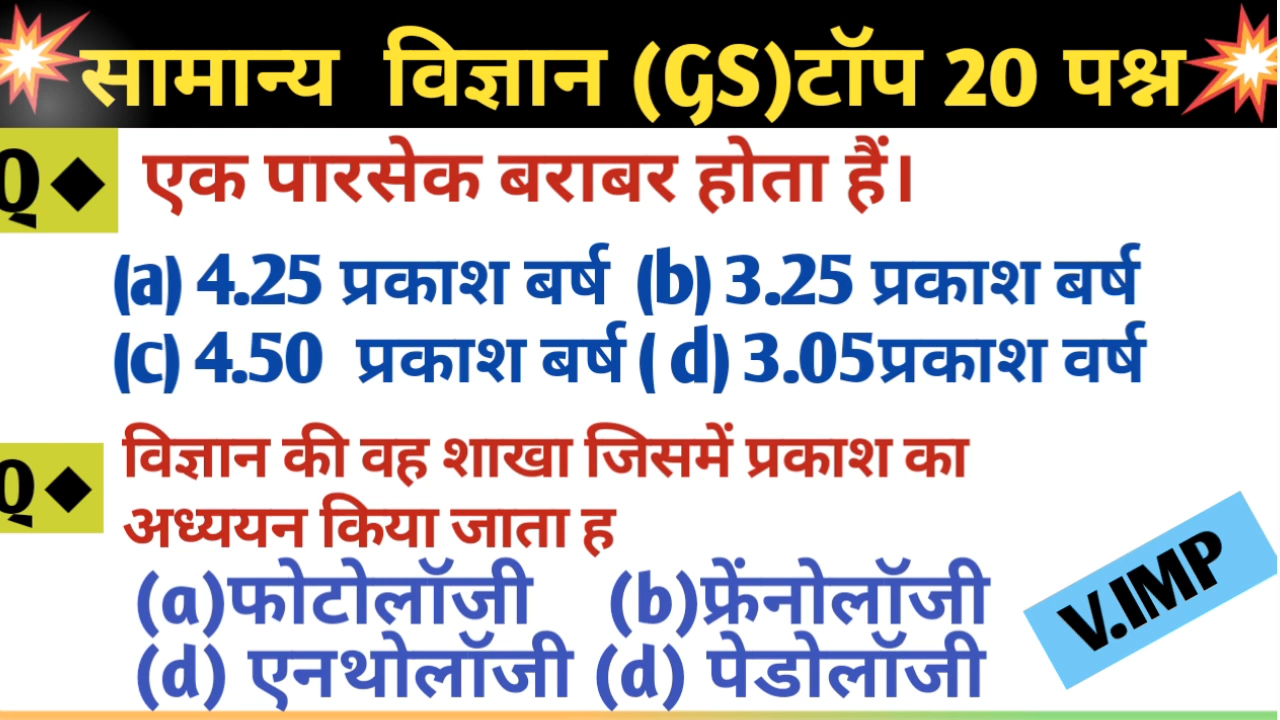 सामान्य विज्ञान (GS)टॉप 20 पश्न
Q◆ एक पारसेक बराबर होता हैं।
(a) 4.25 प्रकाश बर्ष (b) 3.25 प्रकाश बर्ष
(c) 4.50 प्रकाश बर्ष ( d) 3.05प्रकाश वर्ष
Q◆ विज्ञान की वह शाखा जिसमें प्रकाश का
अध्ययन किया जाता ह
(a)फोटोलॉजी (b)फ्रेंनोलॉजी
(d) एनथोलॉजी (d) पेडोलॉजी
V.IMP